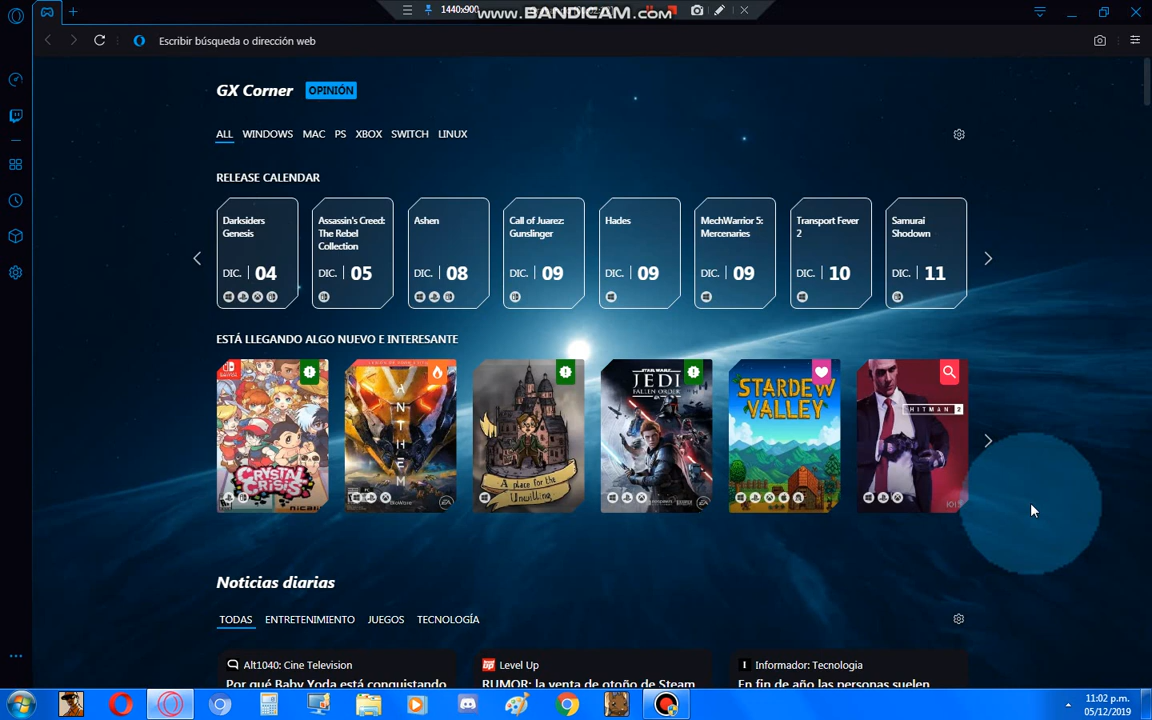 1440x900
WWW.BANDICAM.COM
Escribir búsqueda o dirección web
GX Corner OPINIÓN
ALL WINDOWS MAC PS XBOX SWITCH LINUX
RELEASE CALENDAR
Darksiders Genesis
DIC. 04
Assassin's Creed: The Rebel Collection
DIC. 05
Ashen
DIC. 08
Call of Juarez: Gunslinger
DIC. 09
Hades
DIC. 09
MechWarrior 5: Mercenaries
DIC. 09
Transport Fever 2
DIC. 10
Samurai Shodown
DIC. 11
ESTÁ LLEGANDO ALGO NUEVO E INTERESANTE
CRYSTAL CRISIS
ANTHEM
BIOWARE
EA
A place for the Unwilling
STAR WARS
JEDI
FALLEN ORDER
EA
STARDEW VALLEY
HITMAN 2
Noticias diarias
TODAS ENTRETENIMIENTO JUEGOS TECNOLOGÍA
Alt1040: Cine Television
Por qué Baby Yoda está conquistando
Level Up
RUMOR: la venta de otoño de Steam
Informador: Tecnologia
En fin de año las personas suelen
11:02 p.m.
05/12/2019